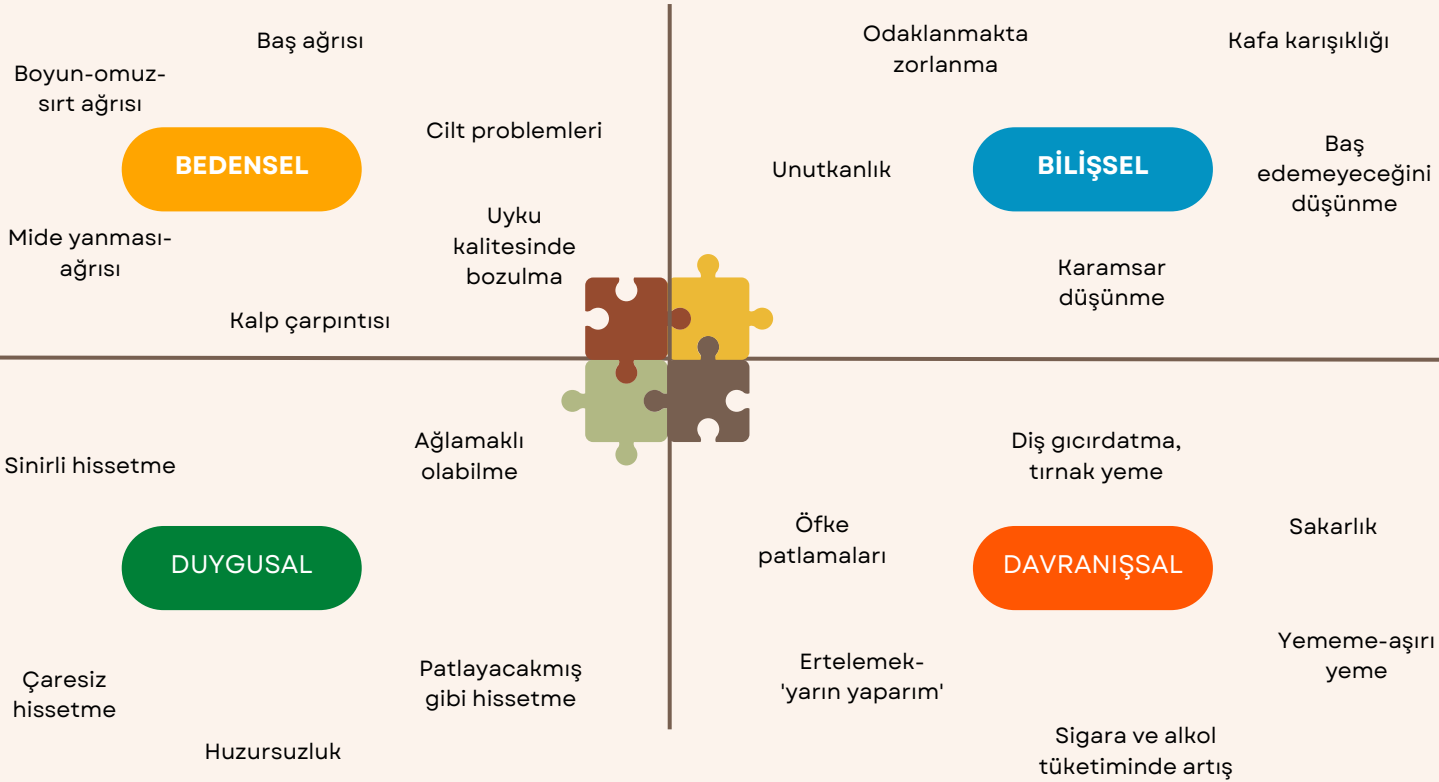 Baş ağrısı
Boyun-omuz-
sırt ağrısı
Cilt problemleri
BEDENSEL
Uyku
kalitesinde
bozulma
Mide yanması-
ağrısı
Kalp çarpıntısı
Odaklanmakta
zorlanma
Kafa karışıklığı
Unutkanlık
BİLİŞSEL
Baş
edemeyeceğini
düşünme
Karamsar
düşünme
Ağlamaklı
olabilme
Sinirli hissetme
DUYGUSAL
Çaresiz
hissetme
Patlayacakmış
gibi hissetme
Huzursuzluk
Diş gıcırdatma,
tırnak yeme
Öfke
patlamaları
Sakarlık
DAVRANIŞSAL
Ertelemek-
'yarın yaparım'
Yememe-aşırı
yeme
Sigara ve alkol
tüketiminde artış